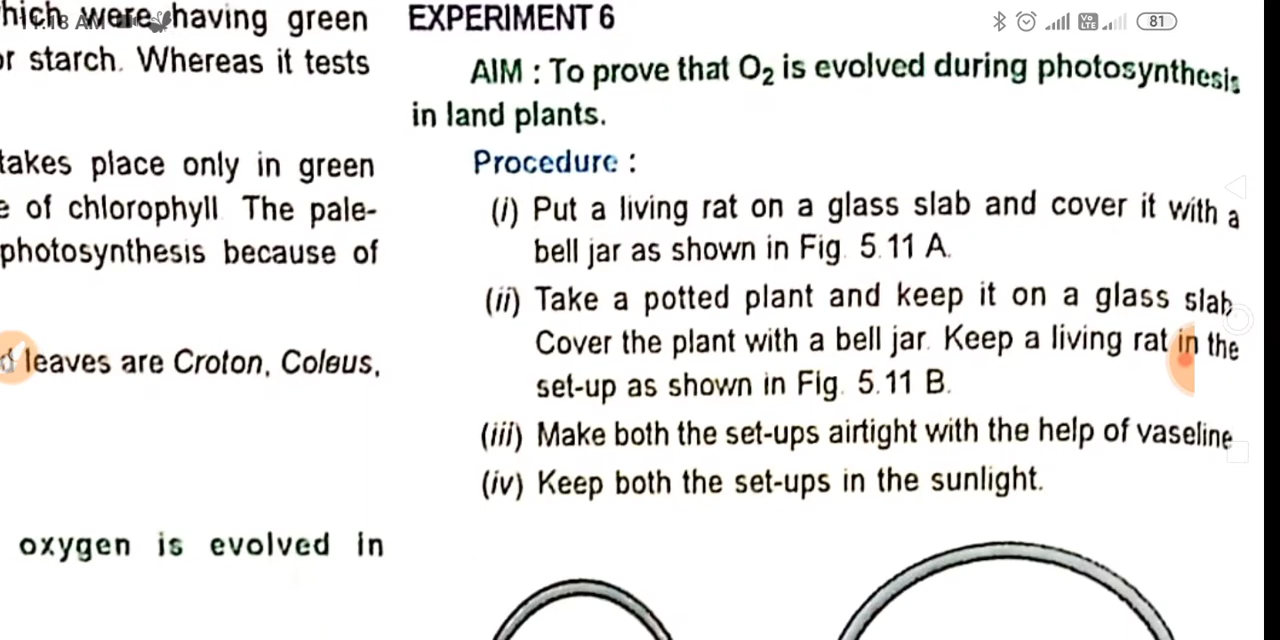 11:18 AM
81
hich were having green
or starch. Whereas it tests
takes place only in green
e of chlorophyll The pale-
photosynthesis because of
d leaves are Croton, Coleus,
oxygen is evolved in
EXPERIMENT 6
AIM : To prove that O₂ is evolved during photosynthesis
in land plants.
Procedure :
(i) Put a living rat on a glass slab and cover it with a
bell jar as shown in Fig. 5.11 A.
(ii) Take a potted plant and keep it on a glass slab
Cover the plant with a bell jar. Keep a living rat in the
set-up as shown in Fig. 5.11 B.
(iii) Make both the set-ups airtight with the help of vaseline
(iv) Keep both the set-ups in the sunlight.